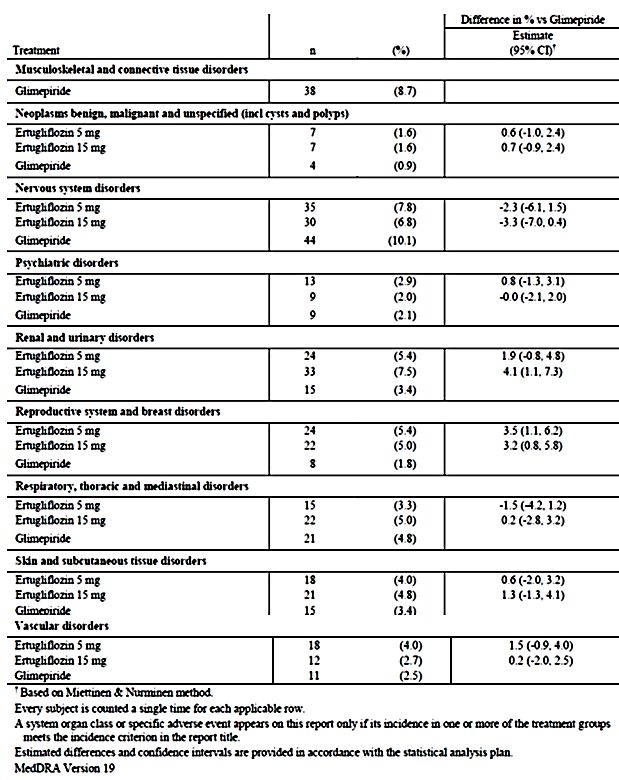 Difference in % vs Glimepiride
Estimate
Treatment n (%) (95% CI)†
Musculoskeletal and connective tissue disorders
Glimepiride 38 (8.7)
Neoplasms benign, malignant and unspecified (incl cysts and polyps)
Ertugliflozin 5 mg 7 (1.6) 0.6 (-1.0, 2.4)
Ertugliflozin 15 mg 7 (1.6) 0.7 (-0.9, 2.4)
Glimepiride 4 (0.9)
Nervous system disorders
Ertugliflozin 5 mg 35 (7.8) -2.3 (-6.1, 1.5)
Ertugliflozin 15 mg 30 (6.8) -3.3 (-7.0, 0.4)
Glimepiride 44 (10.1)
Psychiatric disorders
Ertugliflozin 5 mg 13 (2.9) 0.8 (-1.3, 3.1)
Ertugliflozin 15 mg 9 (2.0) -0.0 (-2.1, 2.0)
Glimepiride 9 (2.1)
Renal and urinary disorders
Ertugliflozin 5 mg 24 (5.4) 1.9 (-0.8, 4.8)
Ertugliflozin 15 mg 33 (7.5) 4.1 (1.1, 7.3)
Glimepiride 15 (3.4)
Reproductive system and breast disorders
Ertugliflozin 5 mg 24 (5.4) 3.5 (1.1, 6.2)
Ertugliflozin 15 mg 22 (5.0) 3.2 (0.8, 5.8)
Glimepiride 8 (1.8)
Respiratory, thoracic and mediastinal disorders
Ertugliflozin 5 mg 15 (3.3) -1.5 (-4.2, 1.2)
Ertugliflozin 15 mg 22 (5.0) 0.2 (-2.8, 3.2)
Glimepiride 21 (4.8)
Skin and subcutaneous tissue disorders
Ertugliflozin 5 mg 18 (4.0) 0.6 (-2.0, 3.2)
Ertugliflozin 15 mg 21 (4.8) 1.3 (-1.3, 4.1)
Glimepiride 15 (3.4)
Vascular disorders
Ertugliflozin 5 mg 18 (4.0) 1.5 (-0.9, 4.0)
Ertugliflozin 15 mg 12 (2.7) 0.2 (-2.0, 2.5)
Glimepiride 11 (2.5)
† Based on Miettinen & Nurminen method.
Every subject is counted a single time for each applicable row.
A system organ class or specific adverse event appears on this report only if its incidence in one or more of the treatment groups
meets the incidence criterion in the report title.
Estimated differences and confidence intervals are provided in accordance with the statistical analysis plan.
MedDRA Version 19